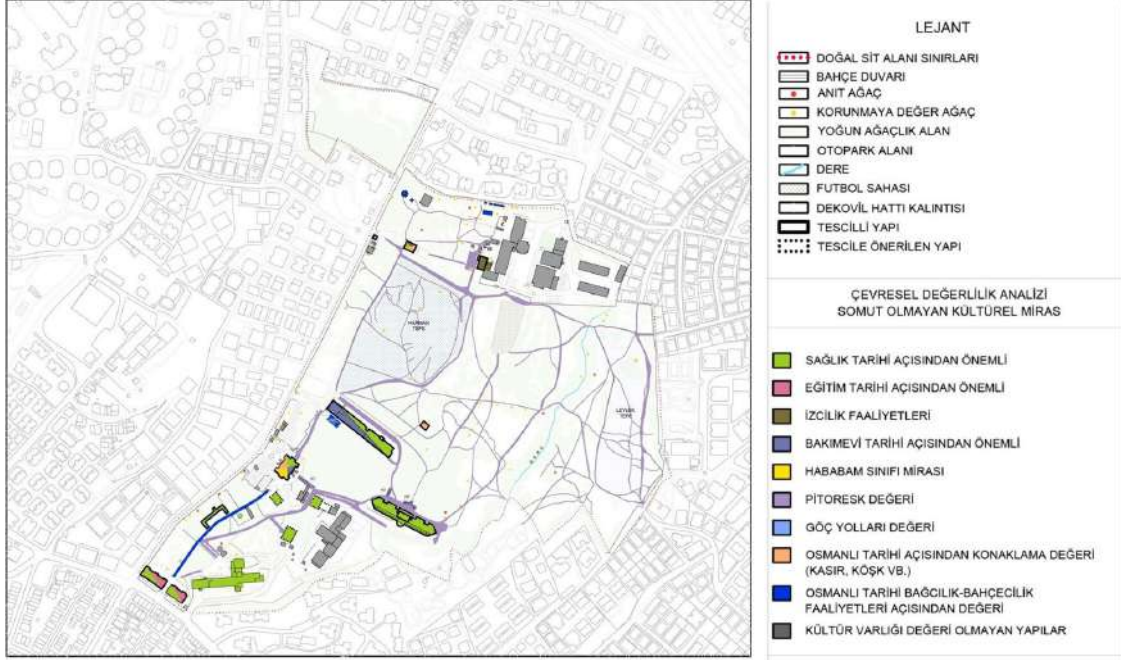 HARMAN
TEPE
LEYLEK
TEPE
DERE
LEJANT
DOĞAL SİT ALANI SINIRLARI
BAHÇE DUVARI
ANIT AĞAÇ
KORUNMAYA DEĞER AĞAÇ
YOĞUN AĞAÇLIK ALAN
OTOPARK ALANI
DERE
FUTBOL SAHASI
DEKOVİL HATTI KALINTISI
TESCİLLİ YAPI
TESCİLE ÖNERİLEN YAPI
ÇEVRESEL DEĞERLİLİK ANALİZİ
SOMUT OLMAYAN KÜLTÜREL MİRAS
SAĞLIK TARİHİ AÇISINDAN ÖNEMLİ
EĞİTİM TARİHİ AÇISINDAN ÖNEMLİ
İZCİLİK FAALİYETLERİ
BAKIMEVİ TARİHİ AÇISINDAN ÖNEMLİ
HABABAM SINIFI MİRASI
PİTORESK DEĞERİ
GÖÇ YOLLARI DEĞERİ
OSMANLI TARİHİ AÇISINDAN KONAKLAMA DEĞERİ
(KASIR, KÖŞK VB.)
OSMANLI TARİHİ BAĞCILIK-BAHÇECİLİK
FAALİYETLERİ AÇISINDAN DEĞERİ
KÜLTÜR VARLIĞI DEĞERİ OLMAYAN YAPILAR